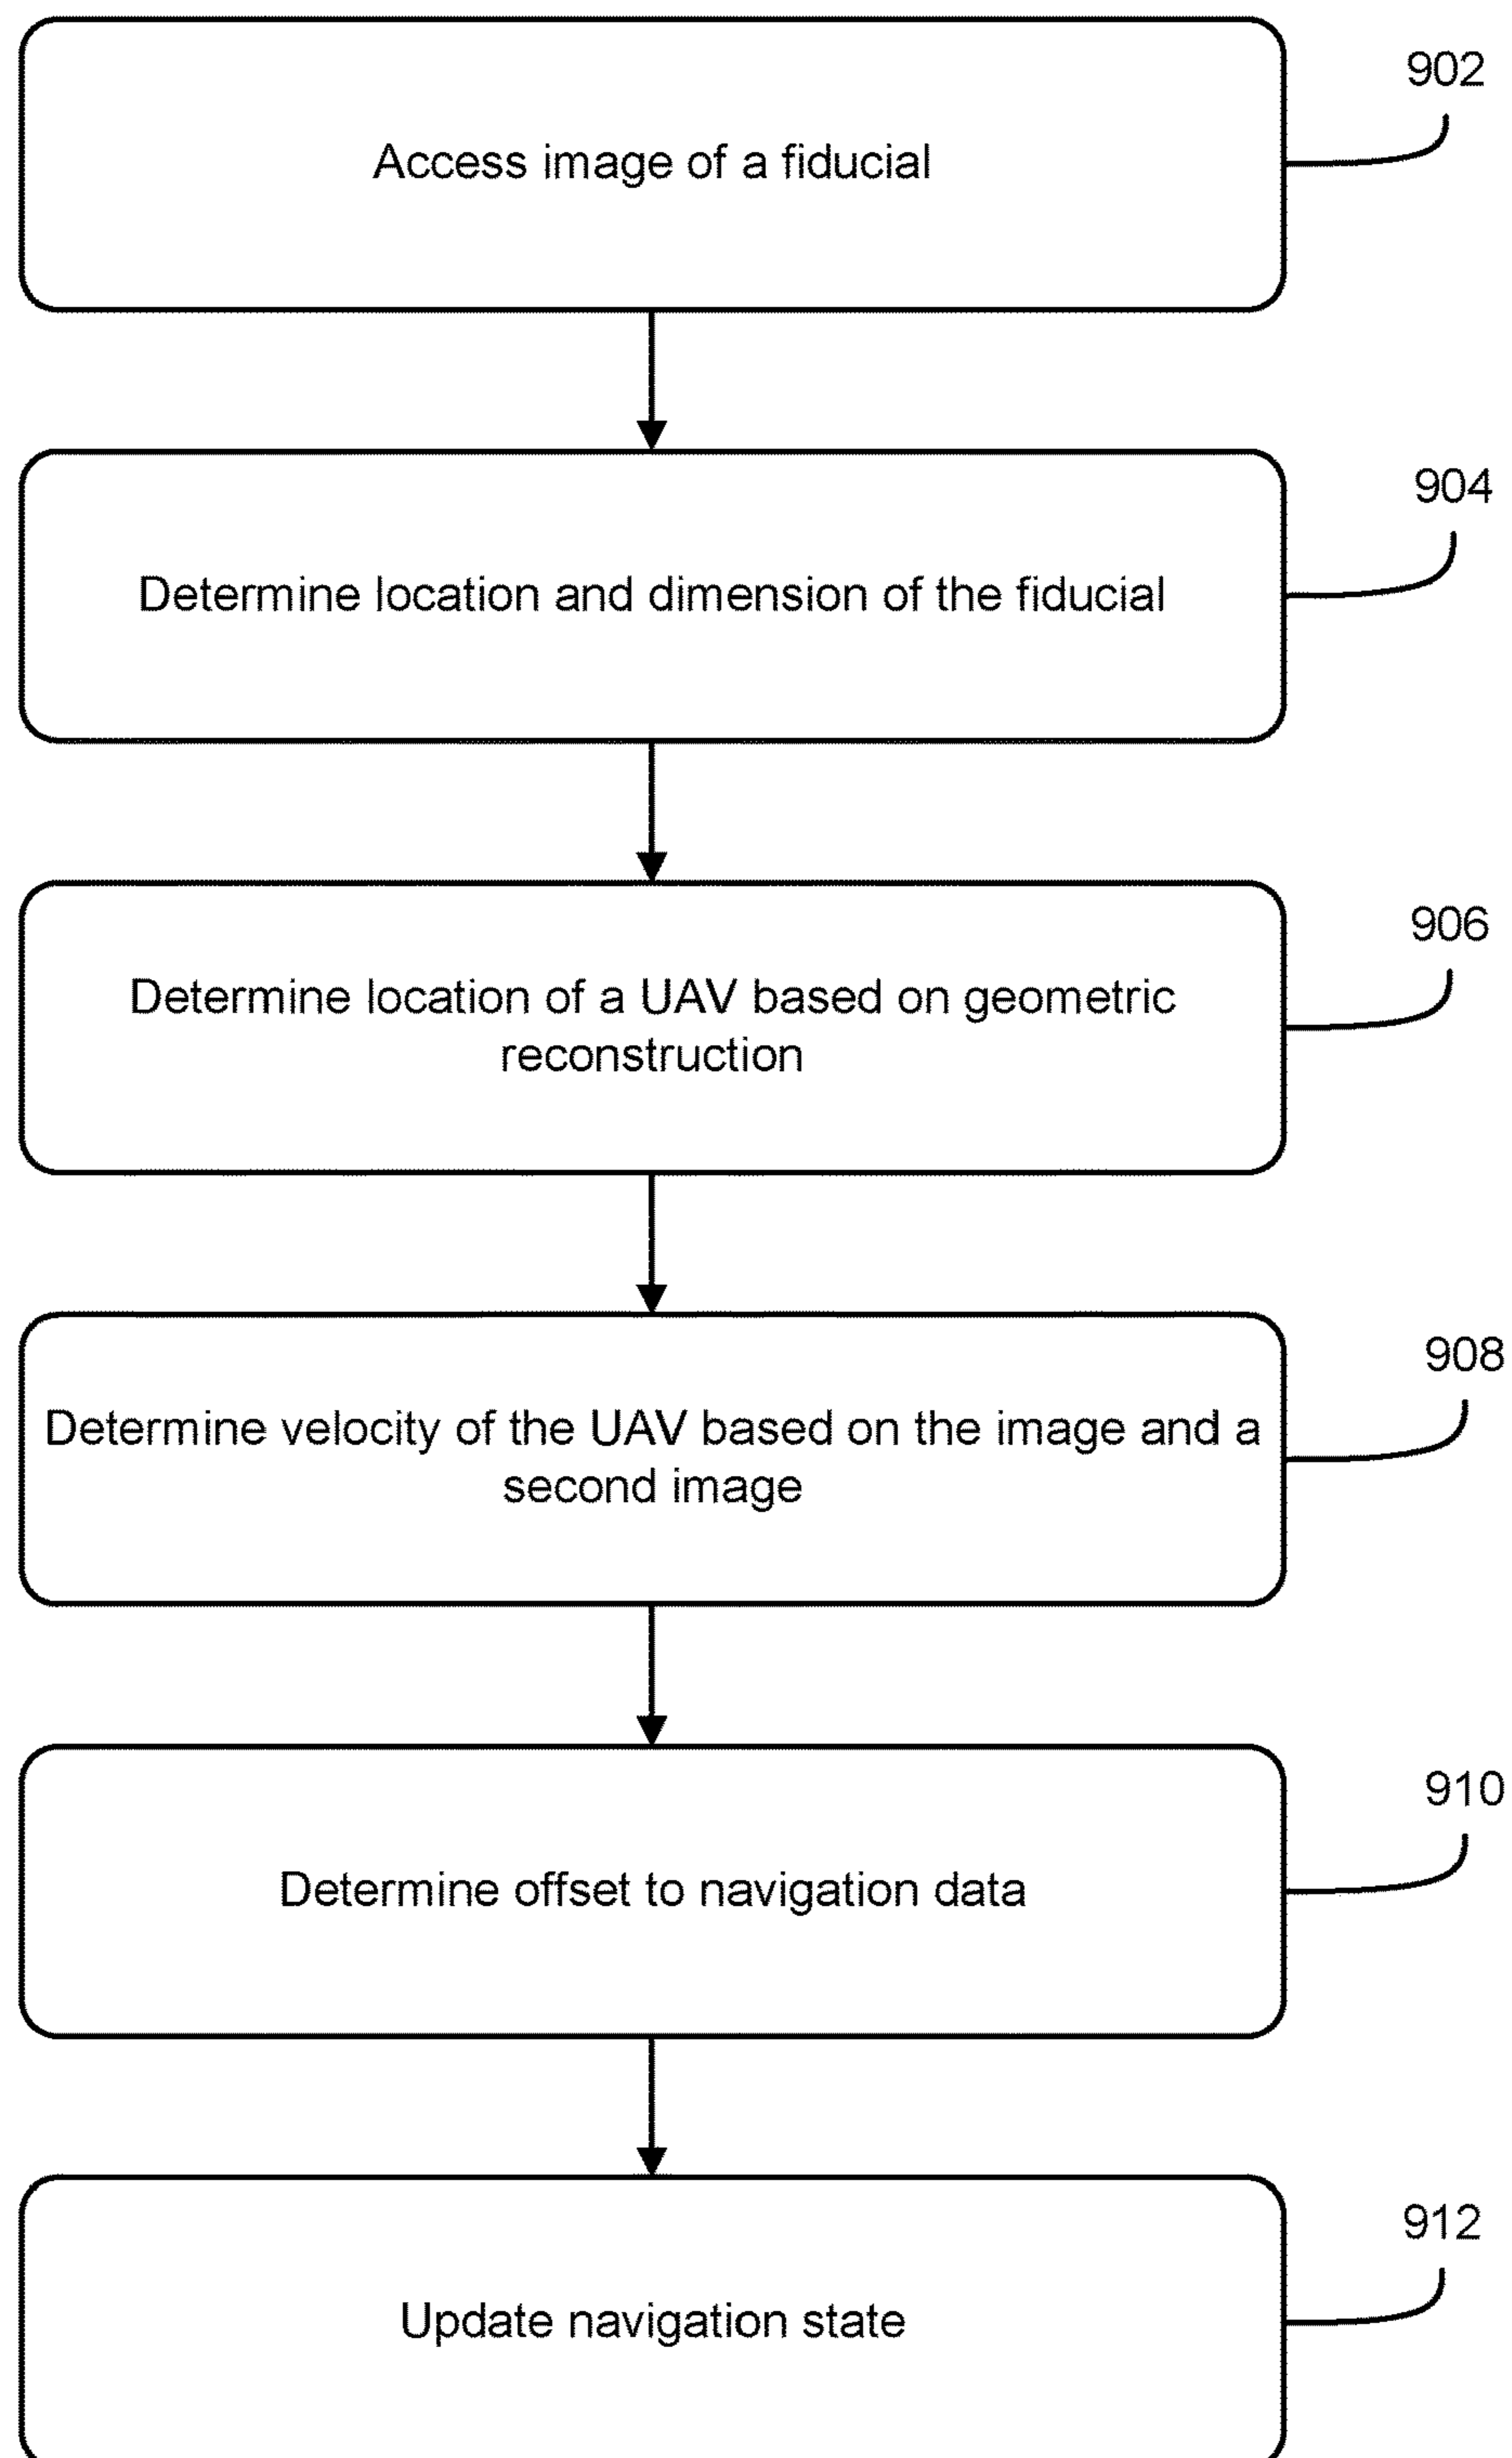 902
Access image of a fiducial
904
Determine location and dimension of the fiducial
906
Determine location of a UAV based on geometric
reconstruction
908
Determine velocity of the UAV based on the image and a
second image
910
Determine offset to navigation data
912
Update navigation state